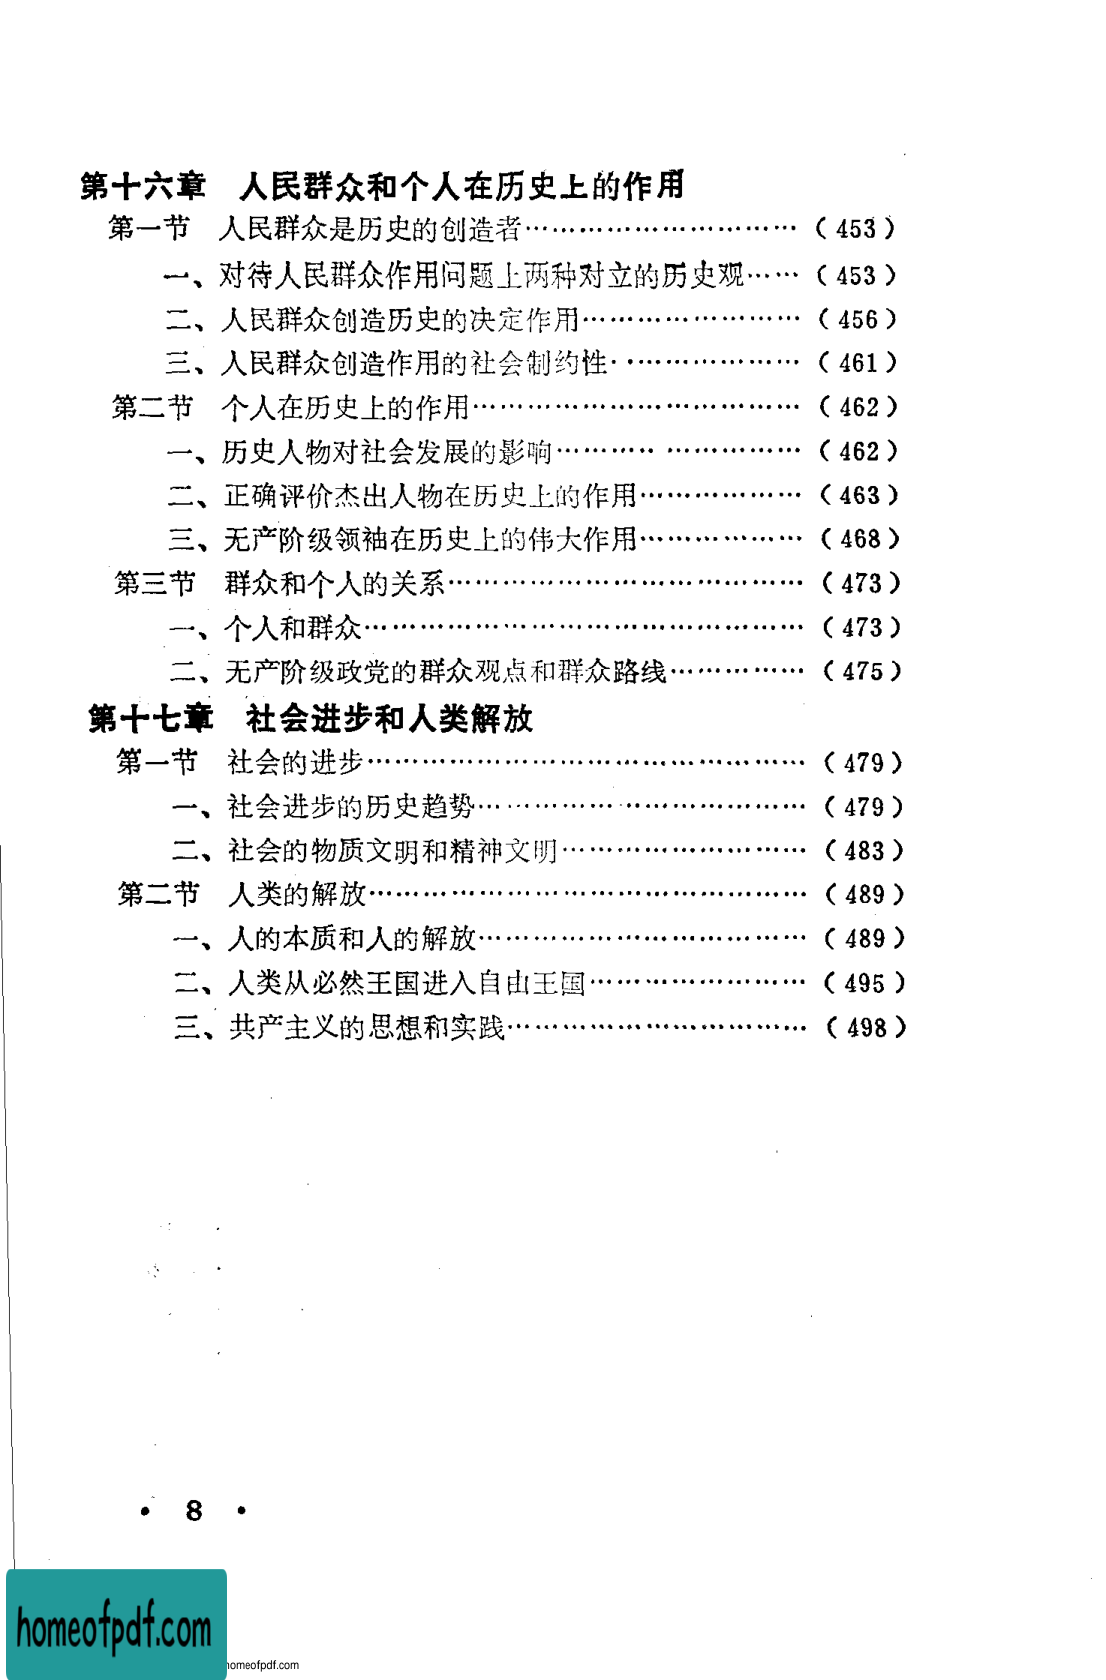 第十六章　人民群众和个人在历史上的作用
第一节　人民群众是历史的创造者…………………………（453）
一、对待人民群众作用问题上两种对立的历史观……（453）
二、人民群众创造历史的决定作用……………………（456）
三、人民群众创造作用的社会制约性…………………（461）
第二节　个人在历史上的作用………………………………（462）
一、历史人物对社会发展的影响………………………（462）
二、正确评价杰出人物在历史上的作用………………（463）
三、无产阶级领袖在历史上的伟大作用………………（468）
第三节　群众和个人的关系…………………………………（473）
一、个人和群众…………………………………………（473）
二、无产阶级政党的群众观点和群众路线……………（475）
第十七章　社会进步和人类解放
第一节　社会的进步…………………………………………（479）
一、社会进步的历史趋势………………………………（479）
二、社会的物质文明和精神文明………………………（483）
第二节　人类的解放…………………………………………（489）
一、人的本质和人的解放………………………………（489）
二、人类从必然王国进入自由王国……………………（495）
三、共产主义的思想和实践……………………………（498）
• 8 •
homeofpdf.com
homeofpdf.com